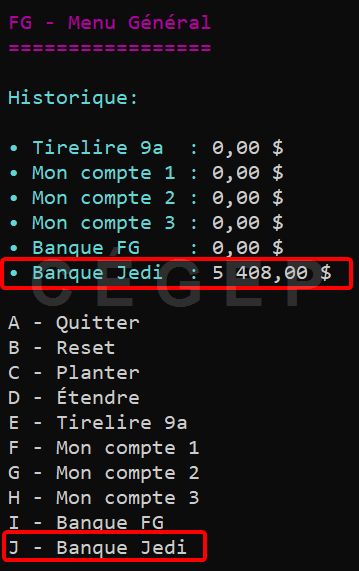 FG - Menu Général
=================
Historique:
• Tirelire 9a : 0,00 $
• Mon compte 1 : 0,00 $
• Mon compte 2 : 0,00 $
• Mon compte 3 : 0,00 $
• Banque FG : 0,00 $
• Banque Jedi : 5 408,00 $
CÉGEP
A - Quitter
B - Reset
C - Planter
D - Étendre
E - Tirelire 9a
F - Mon compte 1
G - Mon compte 2
H - Mon compte 3
I - Banque FG
J - Banque Jedi